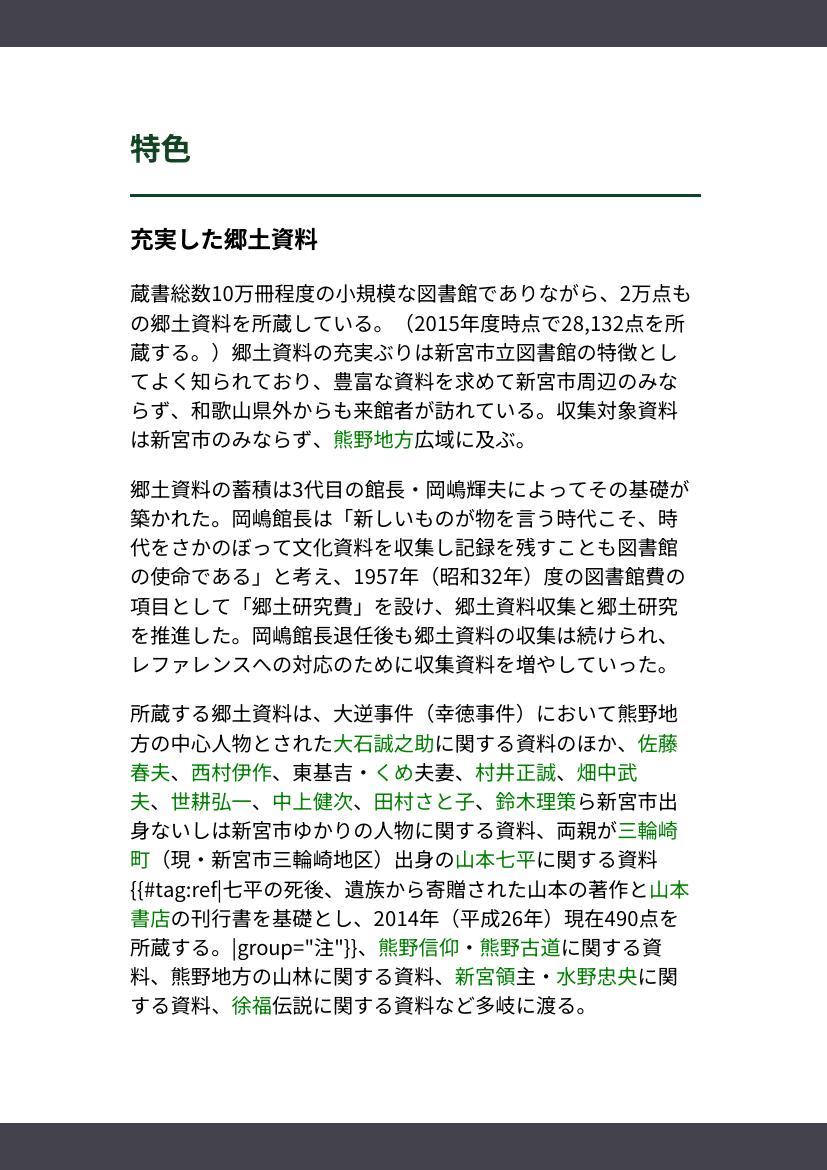 特色
充実した郷土資料
蔵書総数10万冊程度の小規模な図書館でありながら、2万点も
の郷土資料を所蔵している。（2015年度時点で28,132点を所
蔵する。）郷土資料の充実ぶりは新宮市立図書館の特徴とし
てよく知られており、豊富な資料を求めて新宮市周辺のみな
らず、和歌山県外からも来館者が訪れている。収集対象資料
は新宮市のみならず、熊野地方広域に及ぶ。
郷土資料の蓄積は3代目の館長・岡嶋輝夫によってその基礎が
築かれた。岡嶋館長は「新しいものが物を言う時代こそ、時
代をさかのぼって文化資料を収集し記録を残すことも図書館
の使命である」と考え、1957年（昭和32年）度の図書館費の
項目として「郷土研究費」を設け、郷土資料収集と郷土研究
を推進した。岡嶋館長退任後も郷土資料の収集は続けられ、
レファレンスへの対応のために収集資料を増やしていった。
所蔵する郷土資料は、大逆事件（幸徳事件）において熊野地
方の中心人物とされた大石誠之助に関する資料のほか、佐藤
春夫、西村伊作、東基吉・くめ夫妻、村井正誠、畑中武
夫、世耕弘一、中上健次、田村さと子、鈴木理策ら新宮市出
身ないしは新宮市ゆかりの人物に関する資料、両親が三輪崎
町（現・新宮市三輪崎地区）出身の山本七平に関する資料
{{#tag:ref|七平の死後、遺族から寄贈された山本の著作と山本
書店の刊行書を基礎とし、2014年（平成26年）現在490点を
所蔵する。|group="注"}}、熊野信仰・熊野古道に関する資
料、熊野地方の山林に関する資料、新宮領主・水野忠央に関
する資料、徐福伝説に関する資料など多岐に渡る。